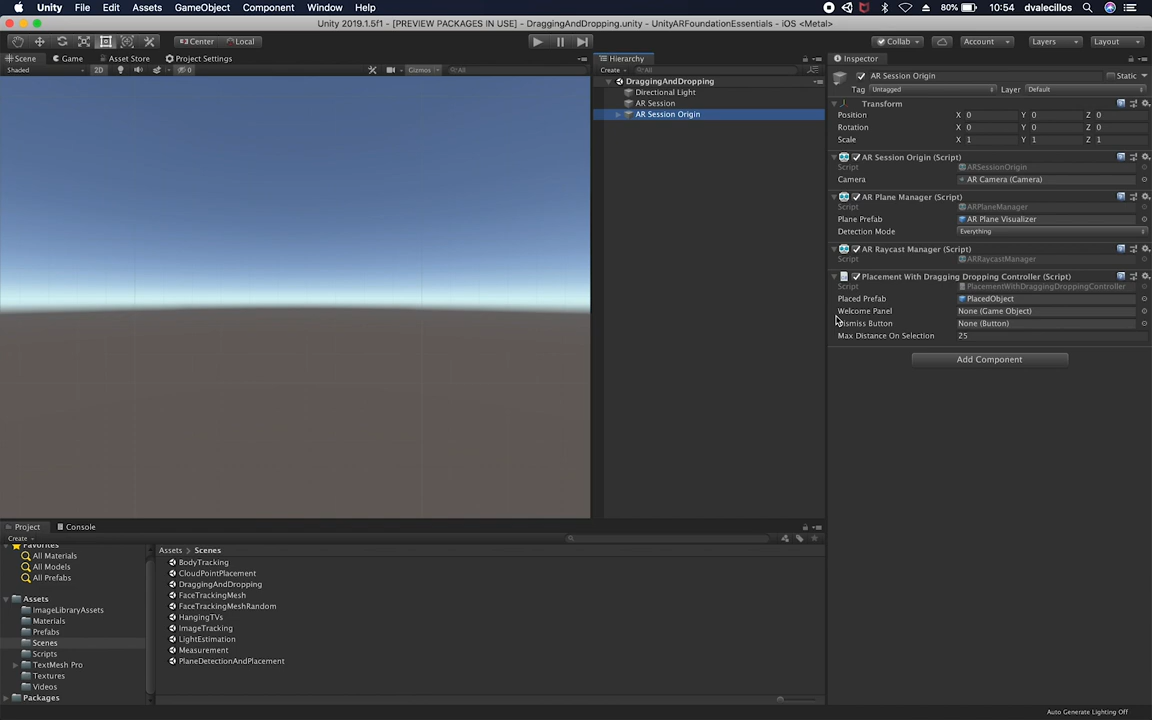 Unity File Edit Assets GameObject Component Window Help 80% 10:54 dvalecillos
Unity 2019.1.5f1 - [PREVIEW PACKAGES IN USE] - DraggingAndDropping.unity - UnityARFoundationEssentials - iOS <Metal>
Center Local Collab Account Layers Layout
Scene Game Asset Store Project Settings
Shaded 2D Gizmos All
Hierarchy
Create All
DraggingAndDropping
Directional Light
AR Session
AR Session Origin
Inspector
AR Session Origin Static
Tag Untagged Layer Default
Transform
Position X 0 Y 0 Z 0
Rotation X 0 Y 0 Z 0
Scale X 1 Y 1 Z 1
AR Session Origin (Script)
Script ARSessionOrigin
Camera AR Camera (Camera)
AR Plane Manager (Script)
Script ARPlaneManager
Plane Prefab AR Plane Visualizer
Detection Mode Everything
AR Raycast Manager (Script)
Script ARRaycastManager
Placement With Dragging Dropping Controller (Script)
Script PlacementWithDraggingDroppingController
Placed Prefab PlacedObject
Welcome Panel None (Game Object)
Dismiss Button None (Button)
Max Distance On Selection 25
Add Component
Project Console
Create
Favorites
All Materials
All Models
All Prefabs
Assets
ImageLibraryAssets
Materials
Prefabs
Scenes
Scripts
TextMesh Pro
Textures
Videos
Packages
Assets > Scenes
BodyTracking
CloudPointPlacement
DraggingAndDropping
FaceTrackingMesh
FaceTrackingMeshRandom
HangingTVs
ImageTracking
LightEstimation
Measurement
PlaneDetectionAndPlacement
Auto Generate Lighting Off